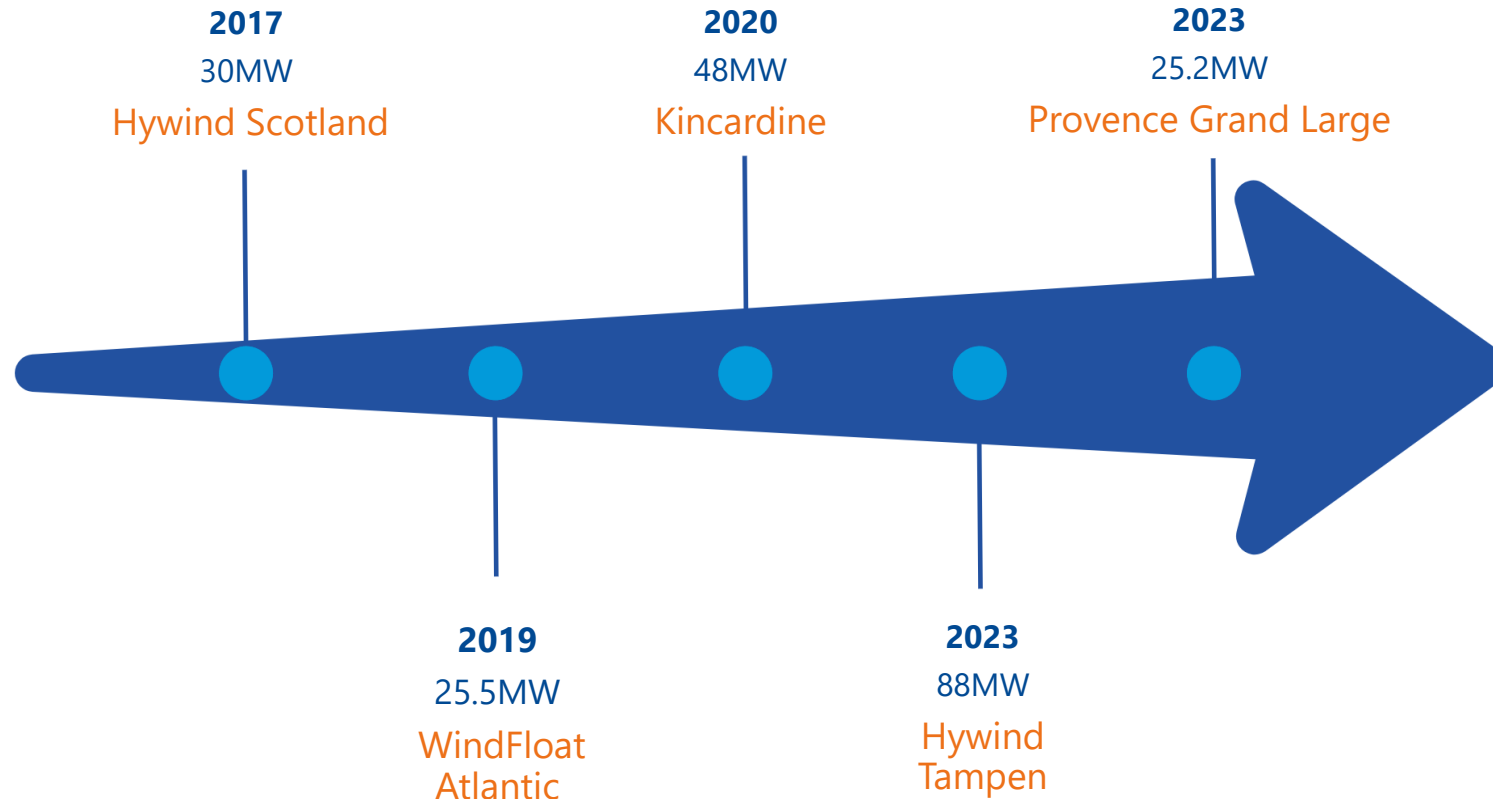 2017
30MW
Hywind Scotland
2020
48MW
Kincardine
2023
25.2MW
Provence Grand Large
2019
25.5MW
WindFloat
Atlantic
2023
88MW
Hywind
Tampen